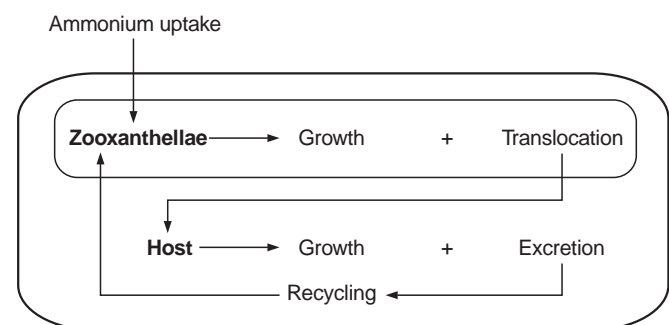 Ammonium uptake
Zooxanthellae Growth + Translocation
Host Growth + Excretion
Recycling